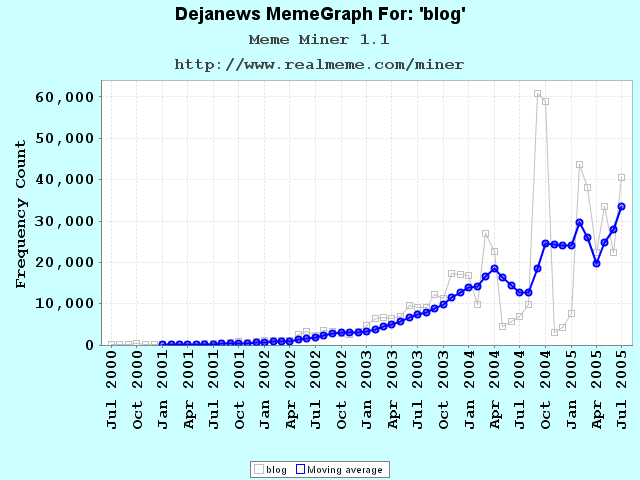 Dejanews MemeGraph For: 'blog'
Meme Miner 1.1
http://www.realmeme.com/miner
Frequency Count
60,000
50,000
40,000
30,000
20,000
10,000
0
Jul 2000
Oct 2000
Jan 2001
Apr 2001
Jul 2001
Oct 2001
Jan 2002
Apr 2002
Jul 2002
Oct 2002
Jan 2003
Apr 2003
Jul 2003
Oct 2003
Jan 2004
Apr 2004
Jul 2004
Oct 2004
Jan 2005
Apr 2005
Jul 2005
blog Moving average